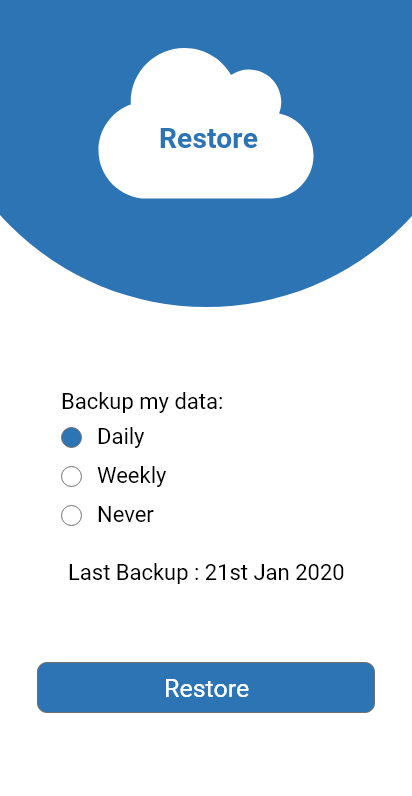 Restore
Backup my data:
Daily
Weekly
Never
Last Backup : 21st Jan 2020
Restore